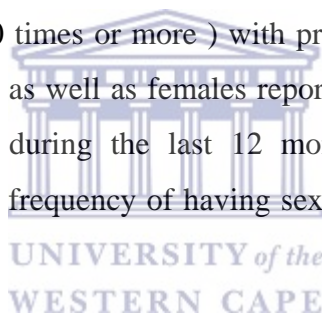 times or more ) with pr
as well as females repor
during the last 12 mo
frequency of having sex
UNIVERSITY of the
WESTERN CAPE